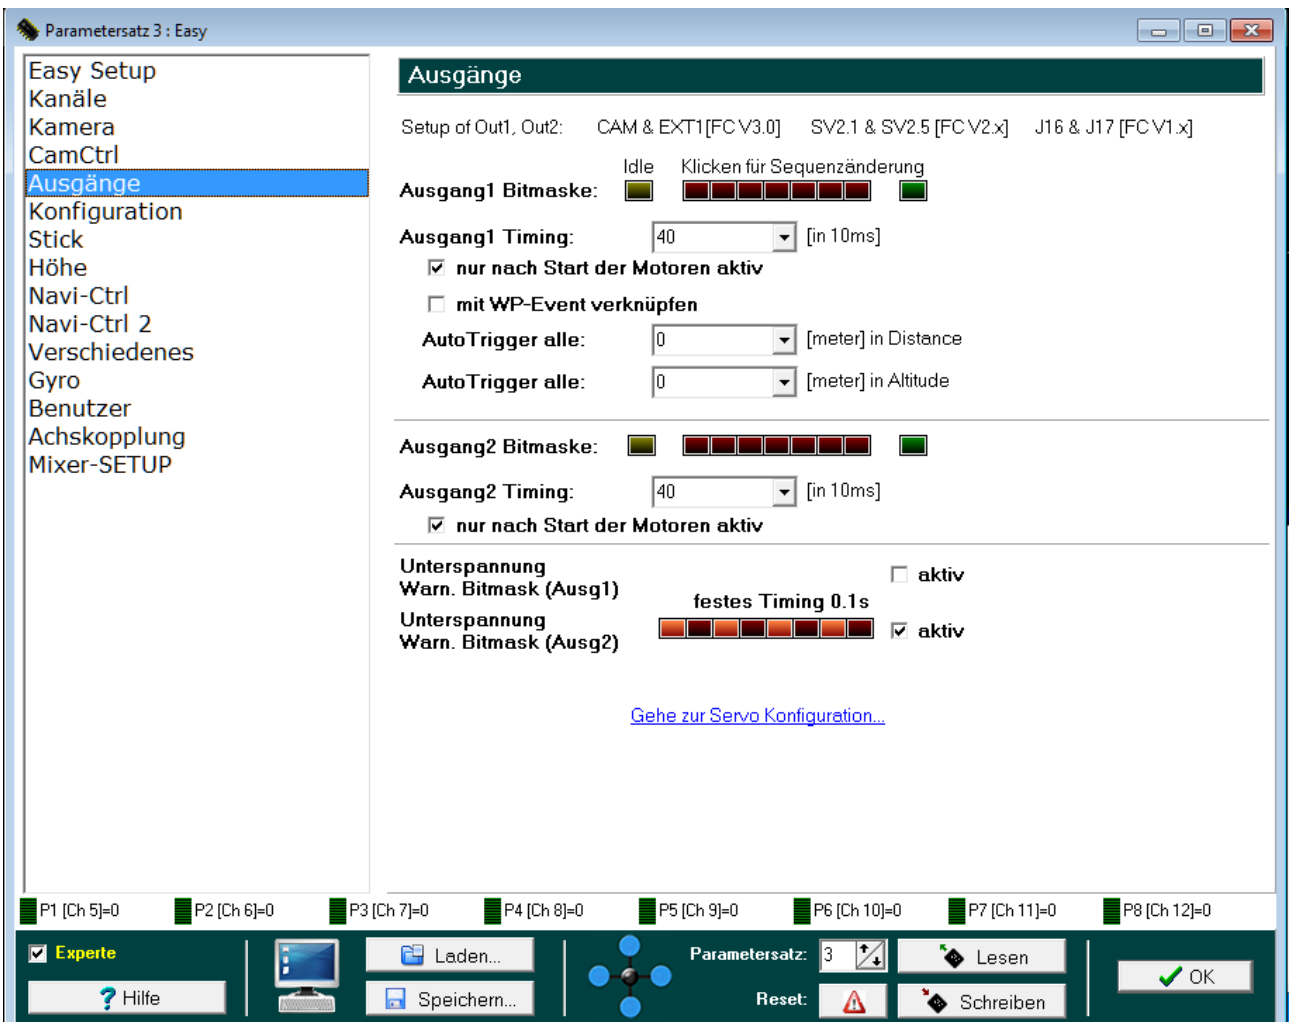 Parametersatz 3 : Easy
Easy Setup
Kanäle
Kamera
CamCtrl
Ausgänge
Konfiguration
Stick
Höhe
Navi-Ctrl
Navi-Ctrl 2
Verschiedenes
Gyro
Benutzer
Achskopplung
Mixer-SETUP
Ausgänge
Setup of Out1, Out2: CAM & EXT1[FC V3.0] SV2.1 & SV2.5 [FC V2.x] J16 & J17 [FC V1.x]
Idle Klicken für Sequenzänderung
Ausgang1 Bitmaske:
Ausgang1 Timing: 40 [in 10ms]
nur nach Start der Motoren aktiv
mit WP-Event verknüpfen
AutoTrigger alle: 0 [meter] in Distance
AutoTrigger alle: 0 [meter] in Altitude
Ausgang2 Bitmaske:
Ausgang2 Timing: 40 [in 10ms]
nur nach Start der Motoren aktiv
Unterspannung
Warn. Bitmask (Ausg1) aktiv
festes Timing 0.1s
Unterspannung
Warn. Bitmask (Ausg2) aktiv
Gehe zur Servo Konfiguration...
P1 [Ch 5]=0 P2 [Ch 6]=0 P3 [Ch 7]=0 P4 [Ch 8]=0 P5 [Ch 9]=0 P6 [Ch 10]=0 P7 [Ch 11]=0 P8 [Ch 12]=0
Experte Laden... Parametersatz: 3 Lesen
OK
? Hilfe Speichern... Reset: Schreiben